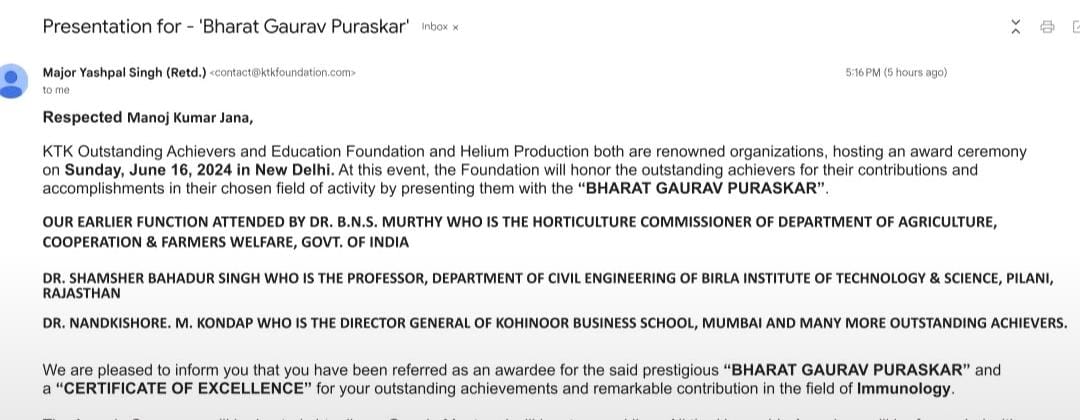 Presentation for - 'Bharat Gaurav Puraskar' Inbox ×
Major Yashpal Singh (Retd.) <contact@ktkfoundation.com> 5:16 PM (5 hours ago)
to me
Respected Manoj Kumar Jana,
KTK Outstanding Achievers and Education Foundation and Helium Production both are renowned organizations, hosting an award ceremony
on Sunday, June 16, 2024 in New Delhi. At this event, the Foundation will honor the outstanding achievers for their contributions and
accomplishments in their chosen field of activity by presenting them with the “BHARAT GAURAV PURASKAR”.
OUR EARLIER FUNCTION ATTENDED BY DR. B.N.S. MURTHY WHO IS THE HORTICULTURE COMMISSIONER OF DEPARTMENT OF AGRICULTURE,
COOPERATION & FARMERS WELFARE, GOVT. OF INDIA
DR. SHAMSHER BAHADUR SINGH WHO IS THE PROFESSOR, DEPARTMENT OF CIVIL ENGINEERING OF BIRLA INSTITUTE OF TECHNOLOGY & SCIENCE, PILANI,
RAJASTHAN
DR. NANDKISHORE. M. KONDAP WHO IS THE DIRECTOR GENERAL OF KOHINOOR BUSINESS SCHOOL, MUMBAI AND MANY MORE OUTSTANDING ACHIEVERS.
We are pleased to inform you that you have been referred as an awardee for the said prestigious “BHARAT GAURAV PURASKAR” and
a “CERTIFICATE OF EXCELLENCE” for your outstanding achievements and remarkable contribution in the field of Immunology.